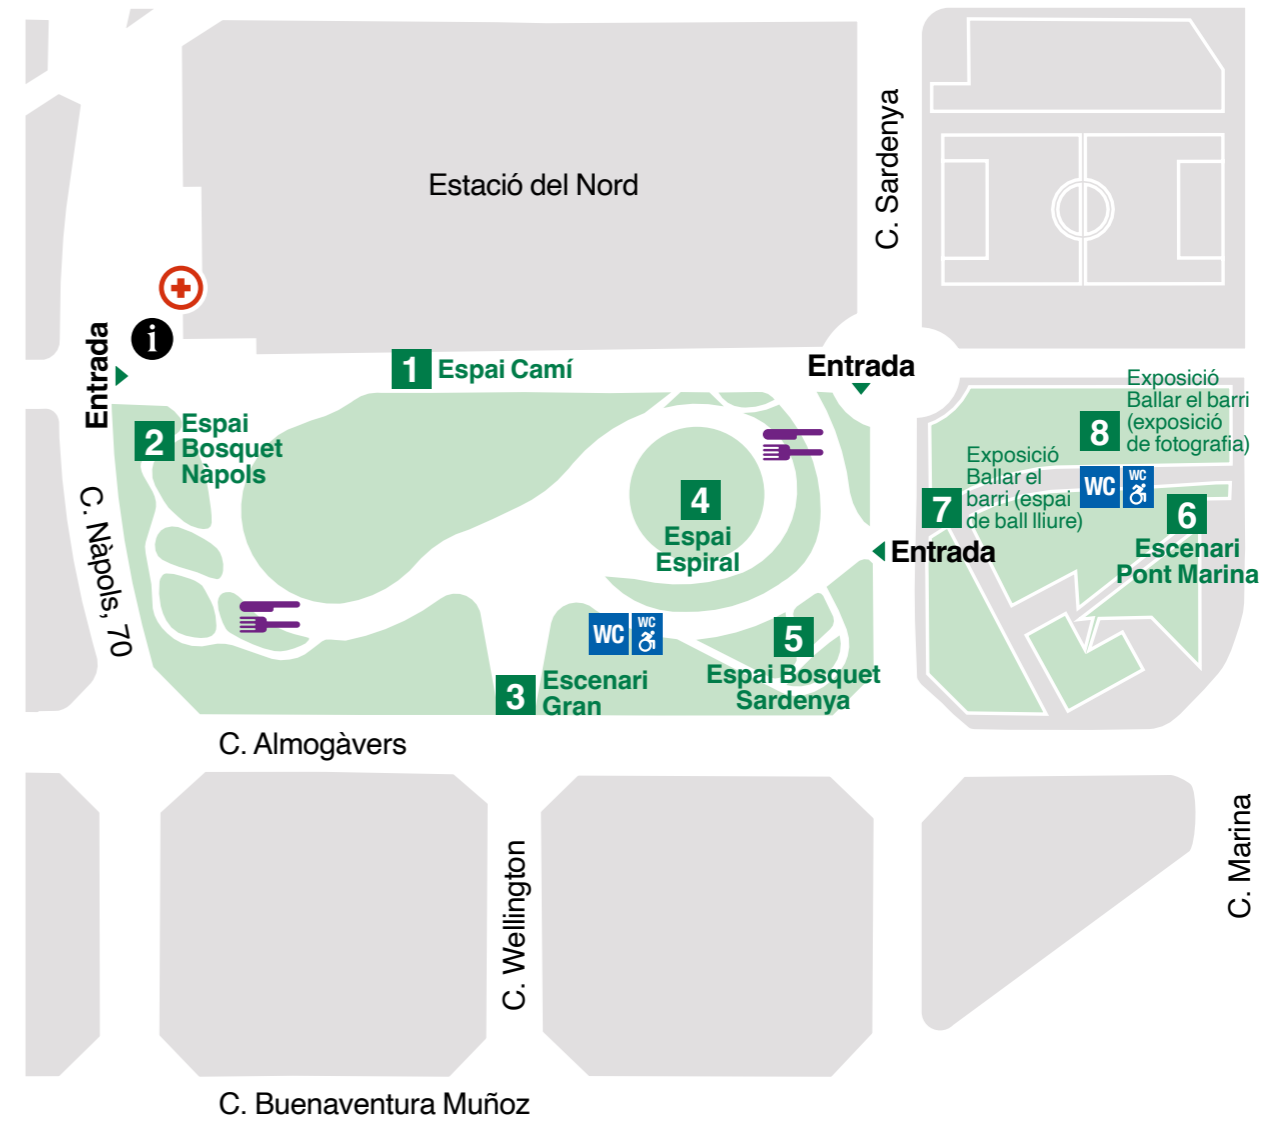 Estació del Nord
C. Sardenya
i
Entrada
1
Espai Camí
Entrada
2
Espai
Bosquet
Nàpols
C. Nàpols, 70
4
Espai
Espiral
Entrada
WC
WC
3
Escenari
Gran
5
Espai Bosquet
Sardenya
8
Exposició
Ballar el barri
(exposició
de fotografia)
7
Exposició
Ballar el
barri (espai
de ball lliure)
WC
WC
6
Escenari
Pont Marina
C. Almogàvers
C. Wellington
C. Marina
C. Buenaventura Muñoz